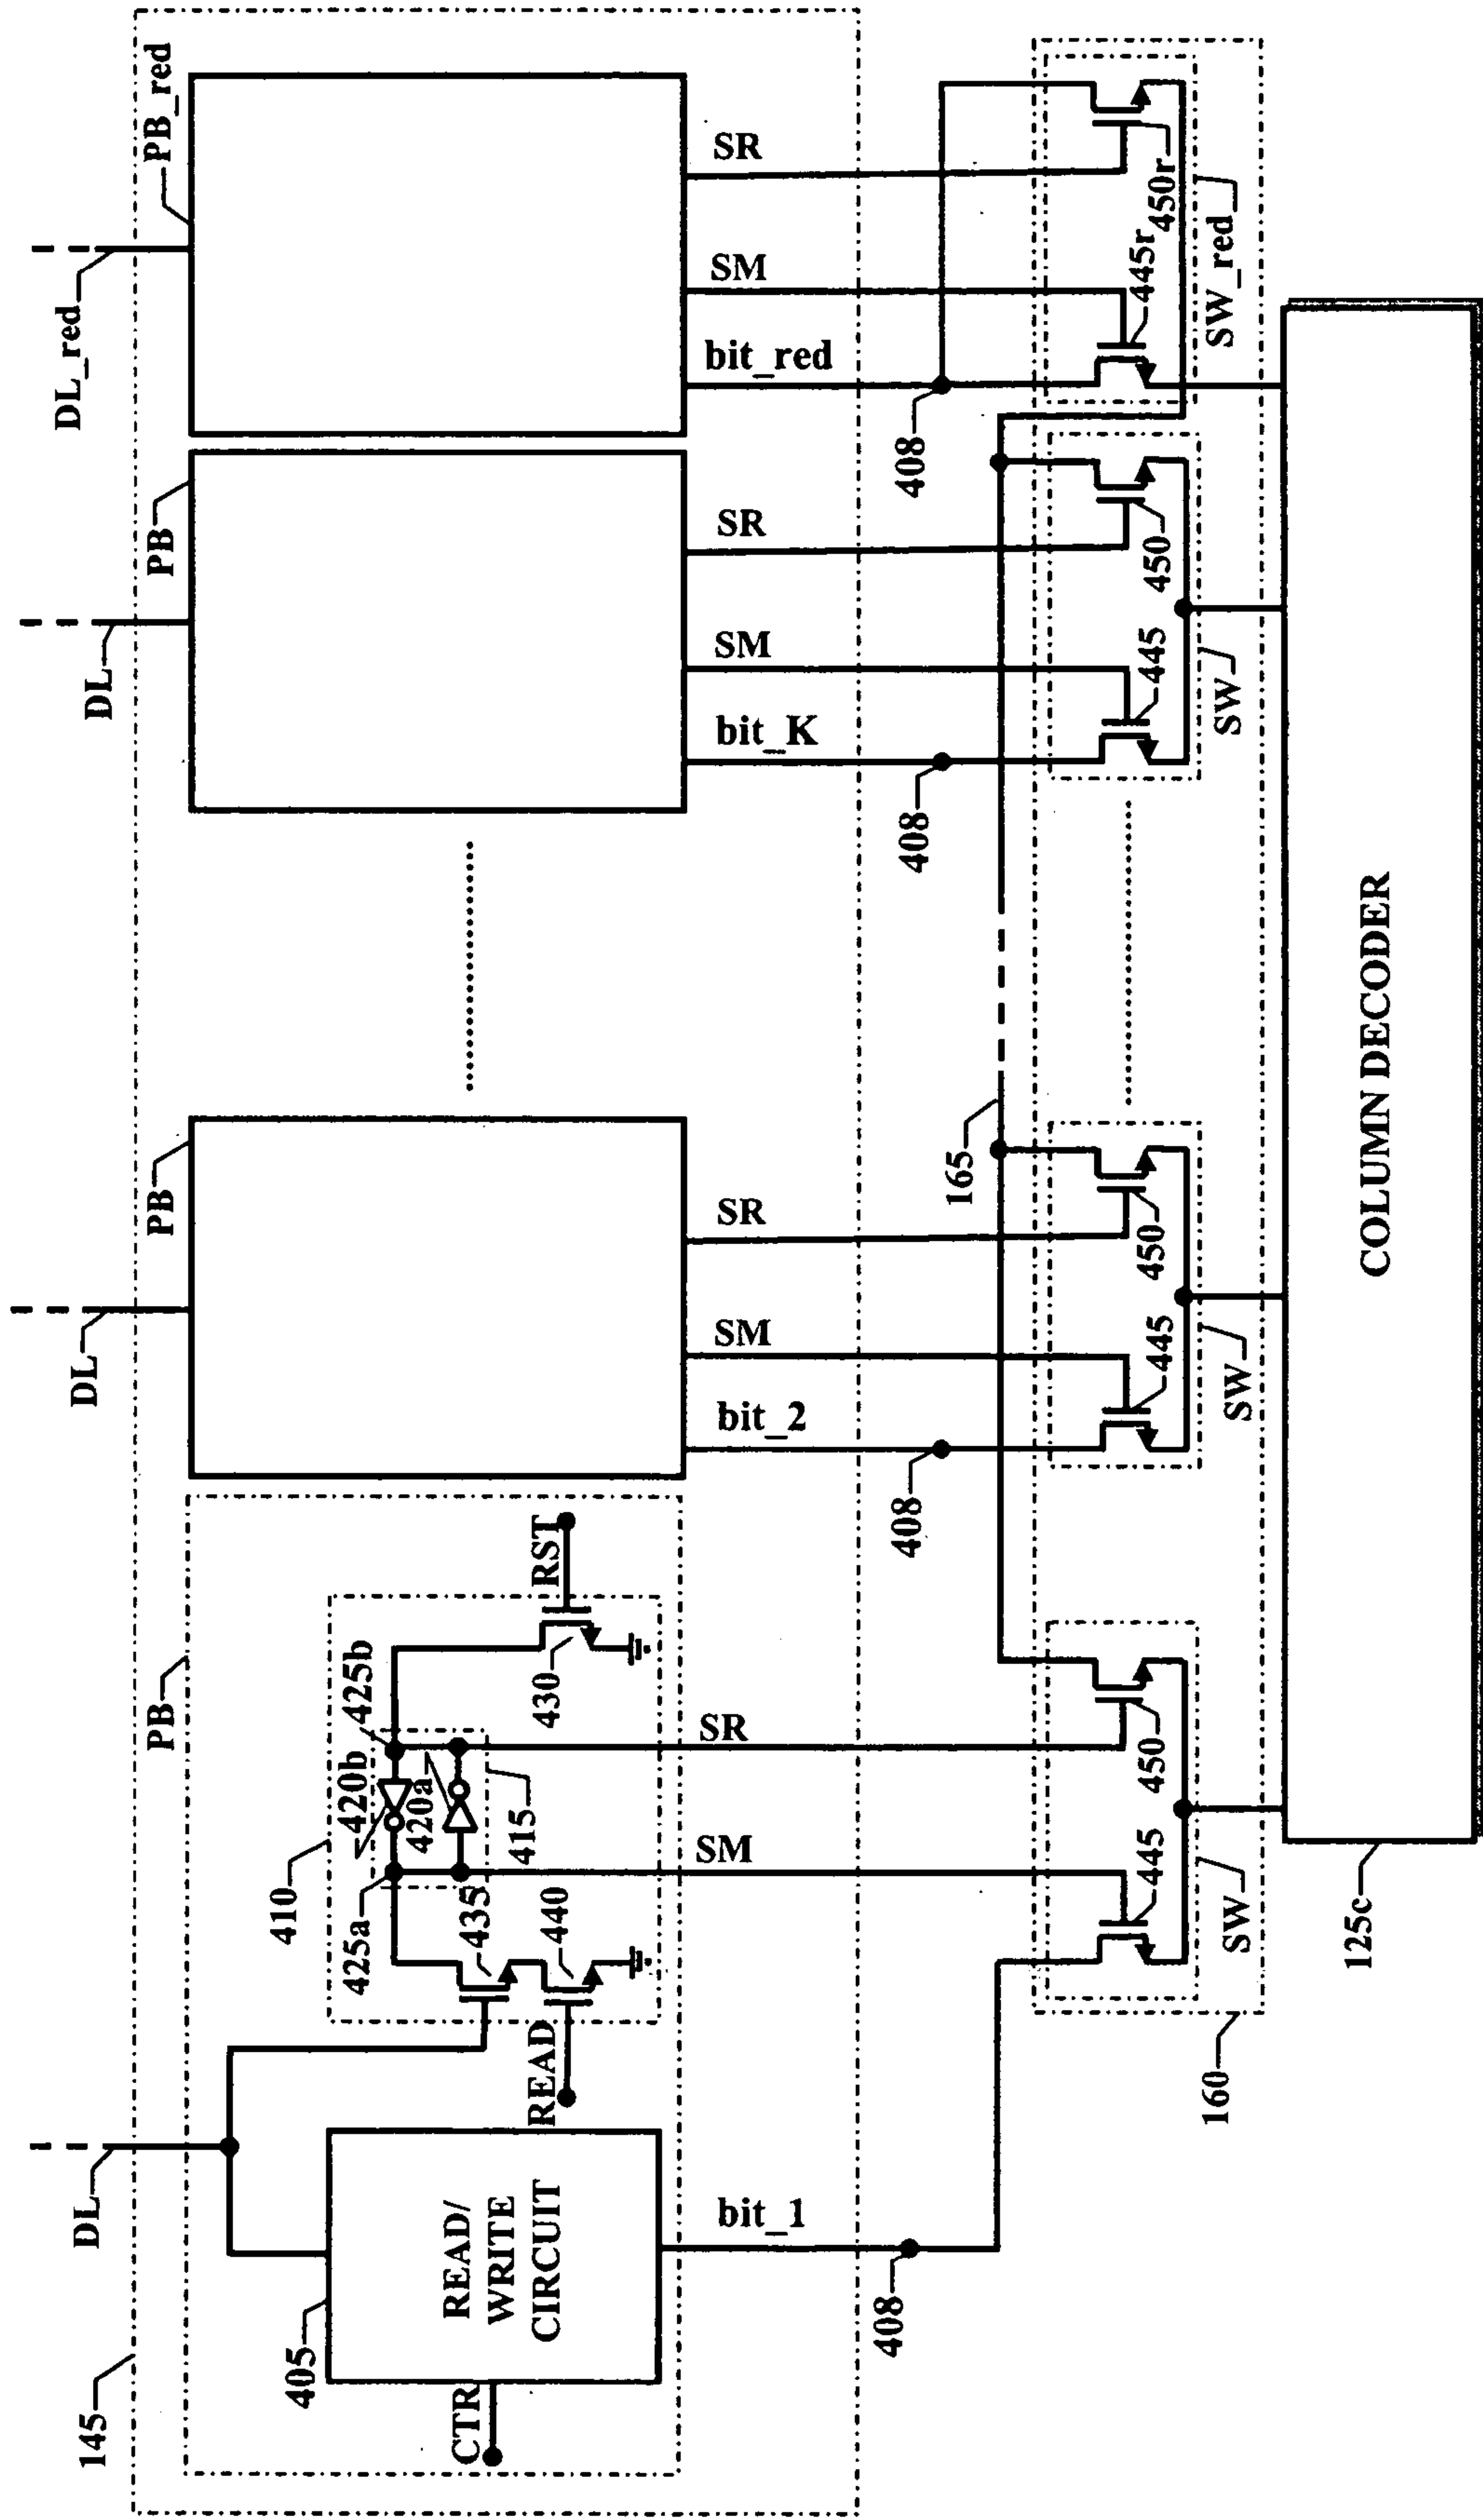 DL
DL
DL
DL_red
145
PB
PB
PB
PB_red
405
CTR
READ/
WRITE
CIRCUIT
410
425a
420b
425b
420a
435
440
READ
415
430
RST
bit_1
SM
SR
bit_2
SM
SR
bit_K
SM
SR
bit_red
SM
SR
408
408
408
408
165
445
450
445
450
445
450
445r
450r
160
SW
SW
SW
SW_red
125c
COLUMN DECODER